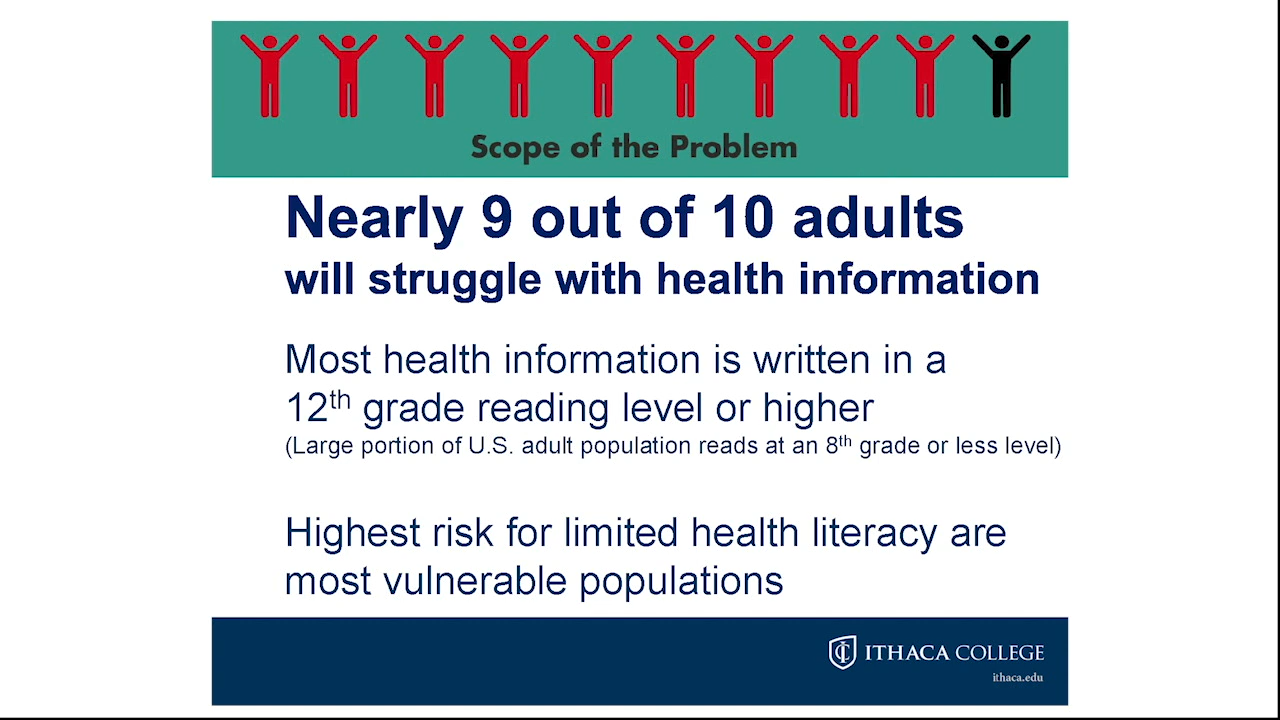 Scope of the Problem
Nearly 9 out of 10 adults
will struggle with health information
Most health information is written in a
12th grade reading level or higher
(Large portion of U.S. adult population reads at an 8th grade or less level)
Highest risk for limited health literacy are
most vulnerable populations
ITHACA COLLEGE
ithaca.edu